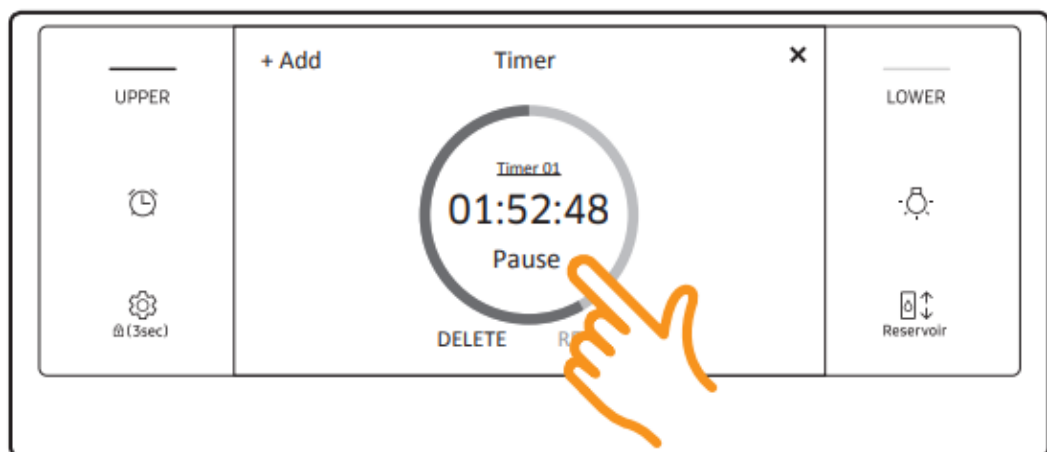 + Add Timer ×
UPPER
LOWER
Timer 01
01:52:48
Pause
(3sec)
Reservoir
DELETE